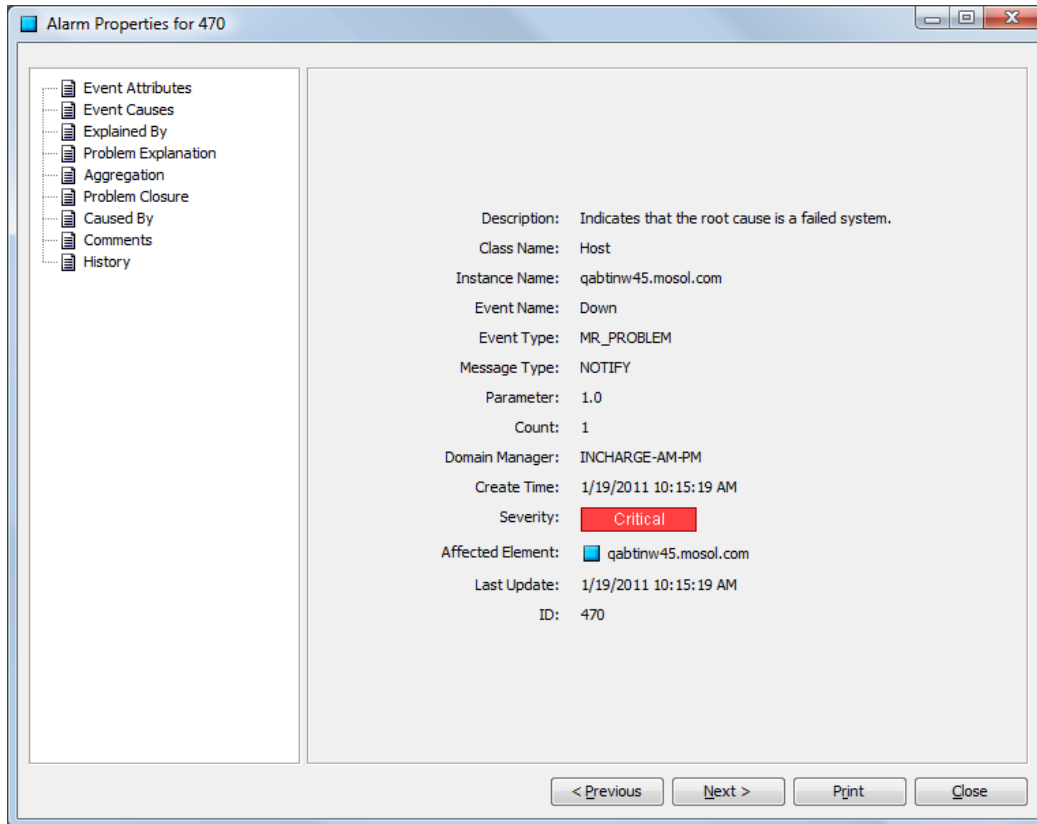 Alarm Properties for 470
Event Attributes
Event Causes
Explained By
Problem Explanation
Aggregation
Problem Closure
Caused By
Comments
History
Description: Indicates that the root cause is a failed system.
Class Name: Host
Instance Name: qabtinw45.mosol.com
Event Name: Down
Event Type: MR_PROBLEM
Message Type: NOTIFY
Parameter: 1.0
Count: 1
Domain Manager: INCHARGE-AM-PM
Create Time: 1/19/2011 10:15:19 AM
Severity: Critical
Affected Element: qabtinw45.mosol.com
Last Update: 1/19/2011 10:15:19 AM
ID: 470
< Previous Next > Print Close